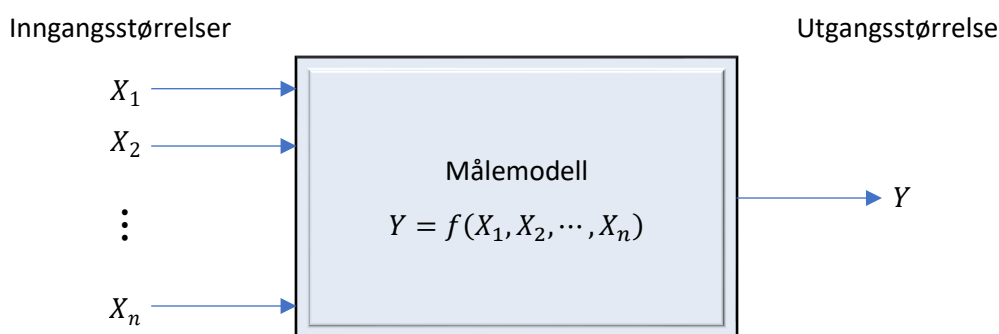 Inngangsstørrelser
Utgangsstørrelse
X₁
X₂
⋮
Xₙ
Målemodell
Y = f(X₁, X₂, ⋯, Xₙ)
Y